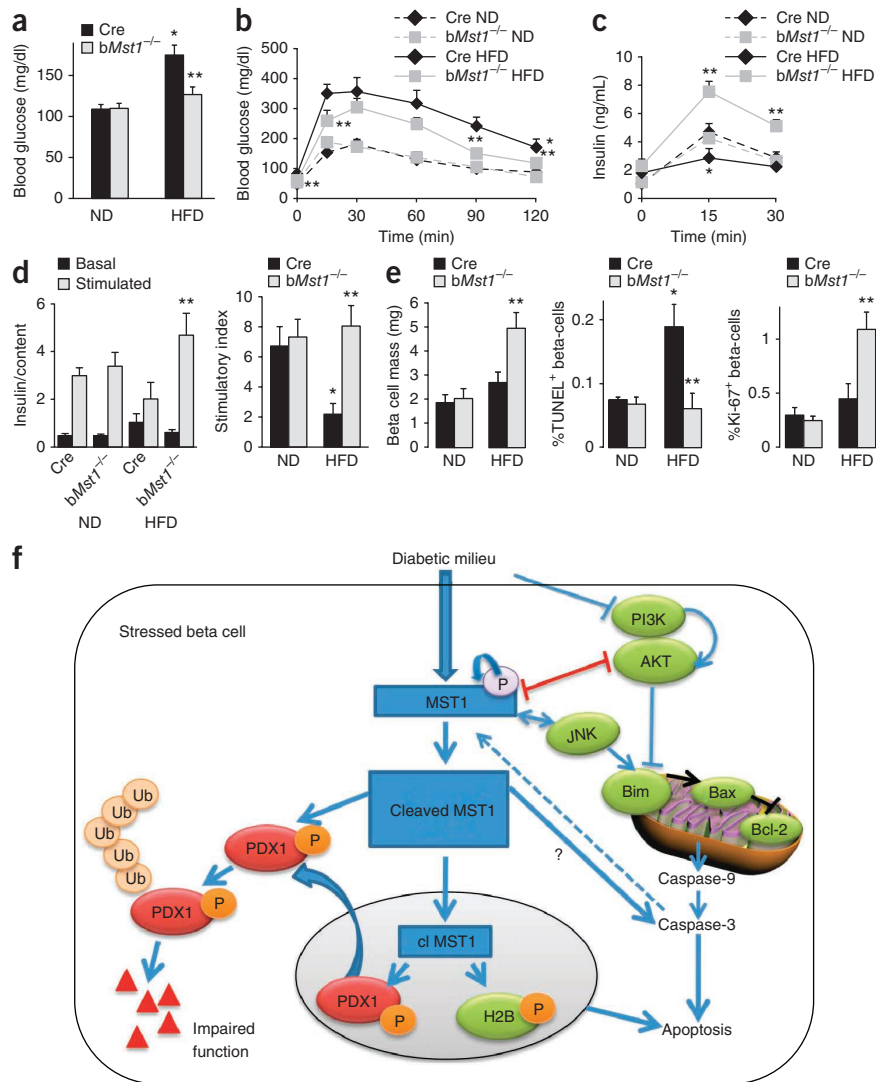 a
Cre
bMst1–/–
Blood glucose (mg/dl)
150
100
50
0
*
**
ND
HFD
b
Cre ND
bMst1–/– ND
Cre HFD
bMst1–/– HFD
Blood glucose (mg/dl)
500
400
300
200
100
0
**
**
**
*
**
0 30 60 90 120
Time (min)
c
Cre ND
bMst1–/– ND
Cre HFD
bMst1–/– HFD
Insulin (ng/mL)
10
8
6
4
2
0
**
**
*
0 15 30
Time (min)
d
Basal
Stimulated
Insulin/content
6
4
2
0
**
Cre
bMst1–/–
Cre
bMst1–/–
ND
HFD
Cre
bMst1–/–
Stimulatory index
10
8
6
4
2
0
*
**
ND
HFD
e
Cre
bMst1–/–
Beta cell mass (mg)
7
6
5
4
3
2
1
0
**
ND
HFD
Cre
bMst1–/–
%TUNEL+ beta-cells
0.2
0.1
0
*
**
ND
HFD
Cre
bMst1–/–
%Ki-67+ beta-cells
1
0.5
0
**
ND
HFD
f
Diabetic milieu
Stressed beta cell
PI3K
AKT
P
MST1
JNK
Bim
Bax
Bcl-2
Cleaved MST1
Ub
Ub
Ub
Ub
Ub
PDX1
P
PDX1
P
?
Caspase-9
Caspase-3
cl MST1
PDX1
P
H2B
P
Impaired
function
Apoptosis